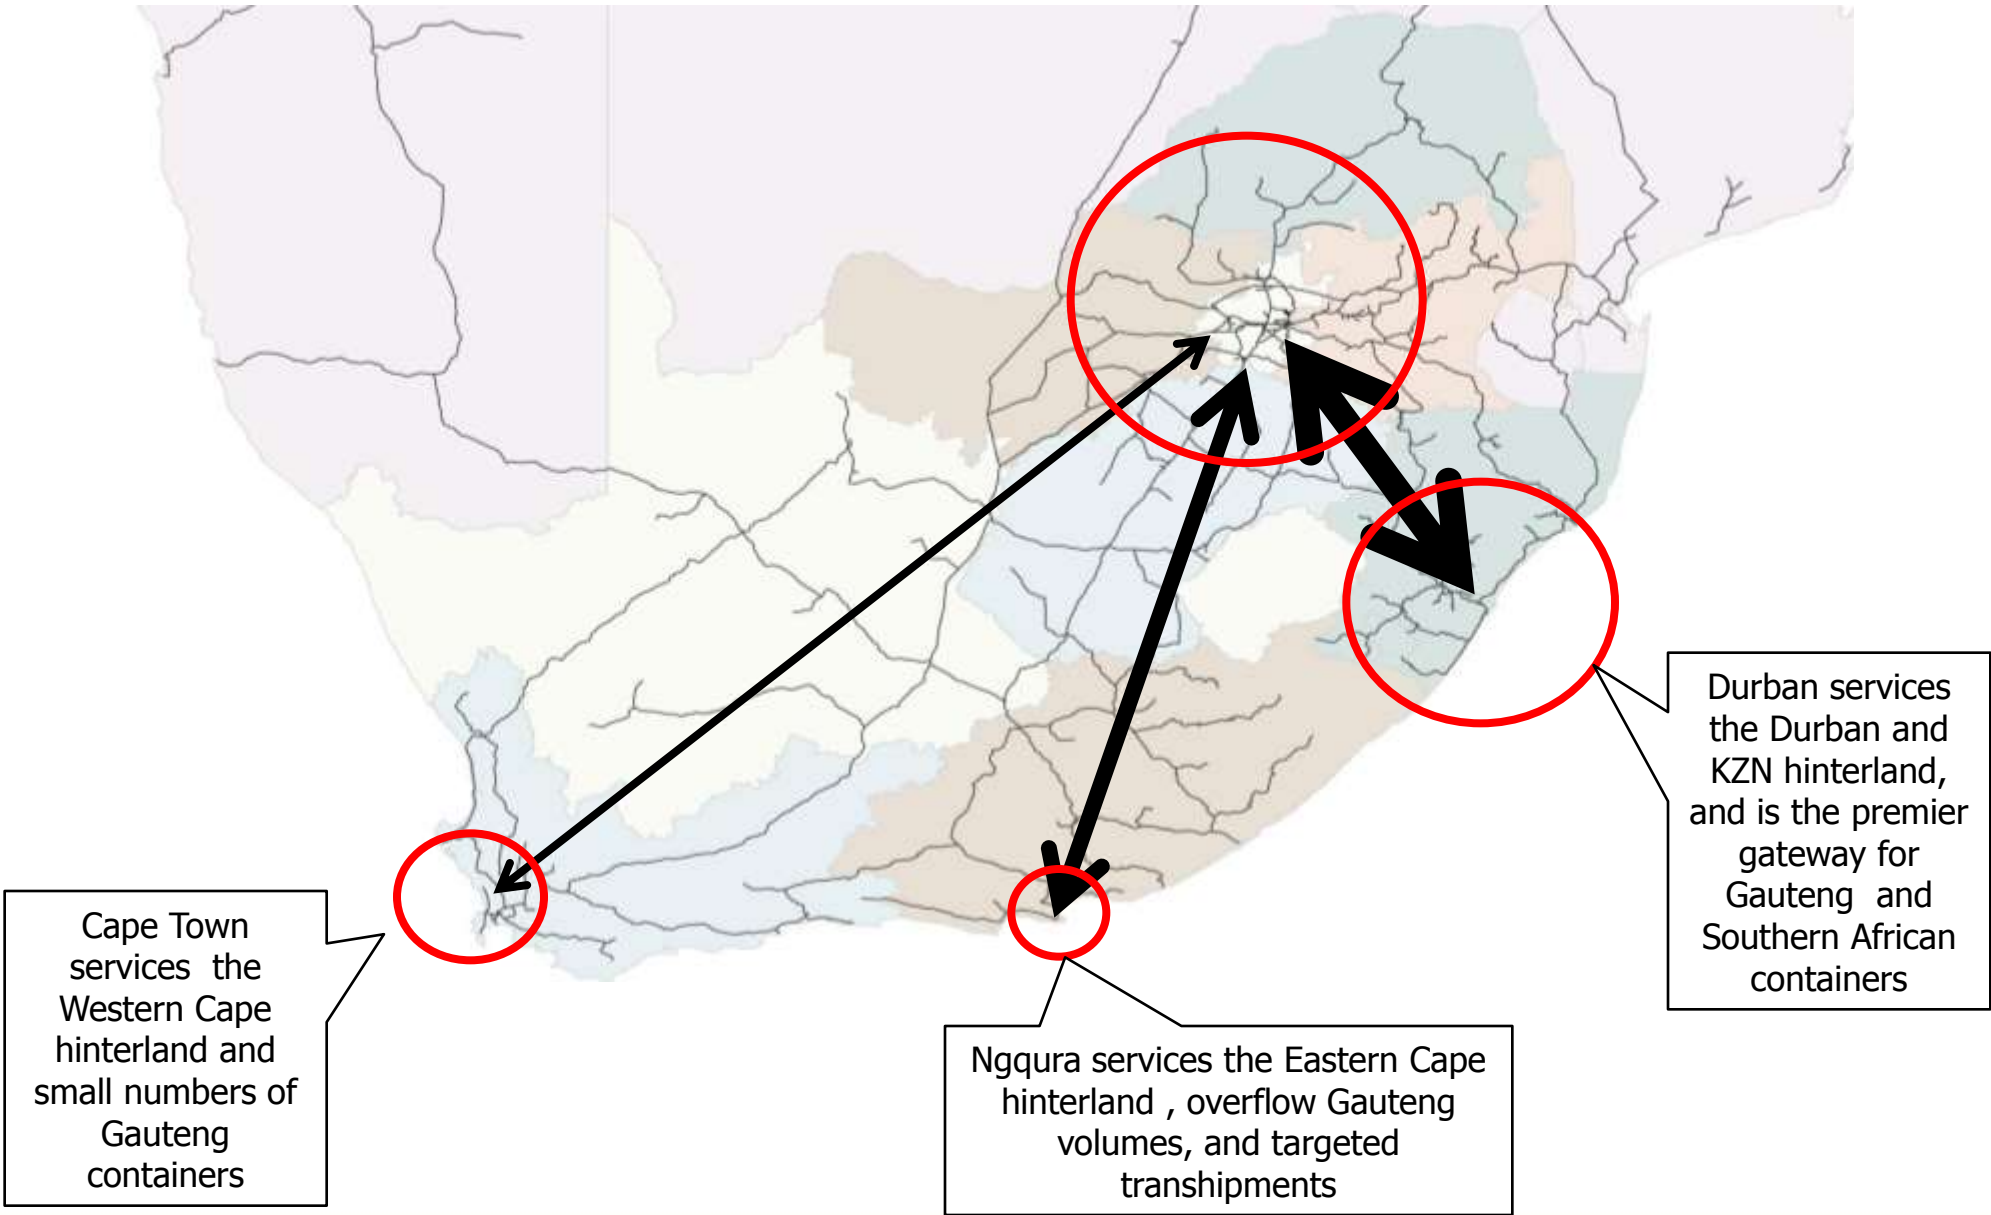 Cape Town
services the
Western Cape
hinterland and
small numbers of
Gauteng
containers
Ngqura services the Eastern Cape
hinterland , overflow Gauteng
volumes, and targeted
transhipments
Durban services
the Durban and
KZN hinterland,
and is the premier
gateway for
Gauteng and
Southern African
containers